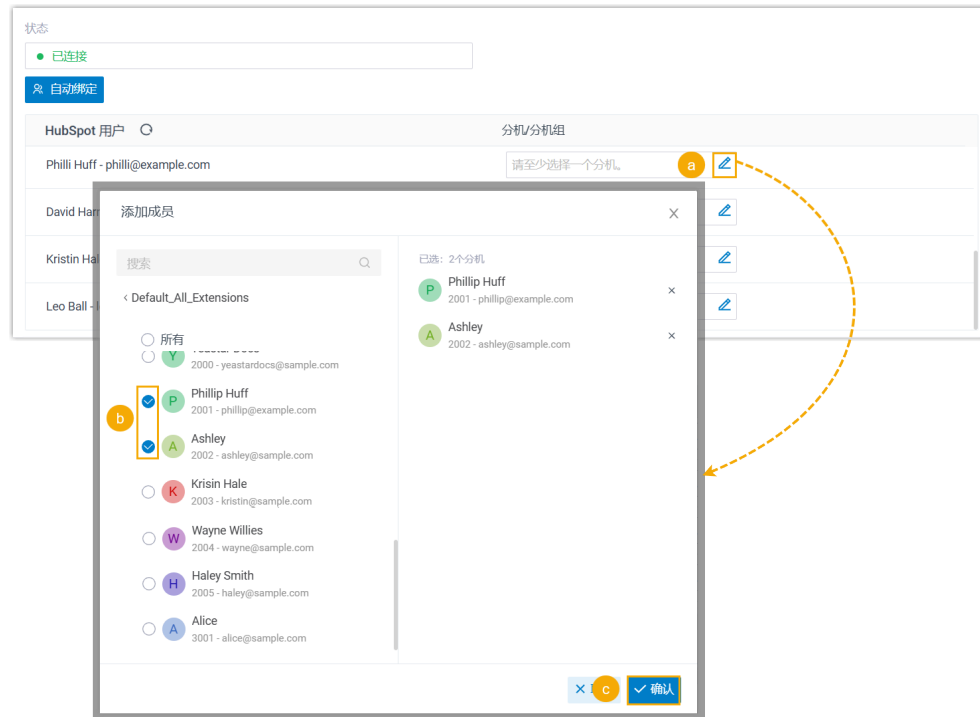 状态
已连接
自动绑定
HubSpot 用户
分机/分机组
Philli Huff - philli@example.com
请至少选择一个分机。
a
David Har
Kristin Hal
Leo Ball - l
添加成员
搜索
Default_All_Extensions
所有
2000 - yeastardocs@sample.com
b
Phillip Huff
2001 - phillip@example.com
Ashley
2002 - ashley@sample.com
Krisin Hale
2003 - kristin@sample.com
Wayne Willies
2004 - wayne@sample.com
Haley Smith
2005 - haley@sample.com
Alice
3001 - alice@sample.com
Y
P
A
K
W
H
A
已选：2个分机
P
Phillip Huff
2001 - phillip@example.com
A
Ashley
2002 - ashley@sample.com
c
确认